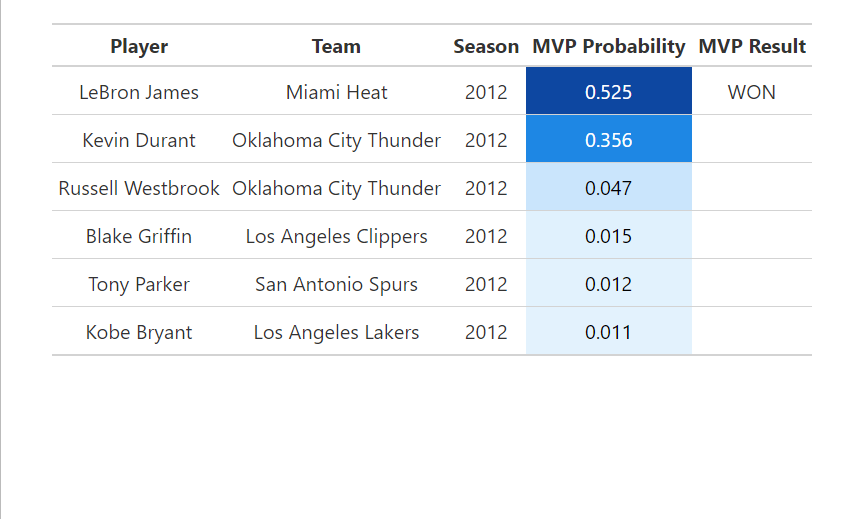 Player Team Season MVP Probability MVP Result
LeBron James Miami Heat 2012 0.525 WON
Kevin Durant Oklahoma City Thunder 2012 0.356
Russell Westbrook Oklahoma City Thunder 2012 0.047
Blake Griffin Los Angeles Clippers 2012 0.015
Tony Parker San Antonio Spurs 2012 0.012
Kobe Bryant Los Angeles Lakers 2012 0.011